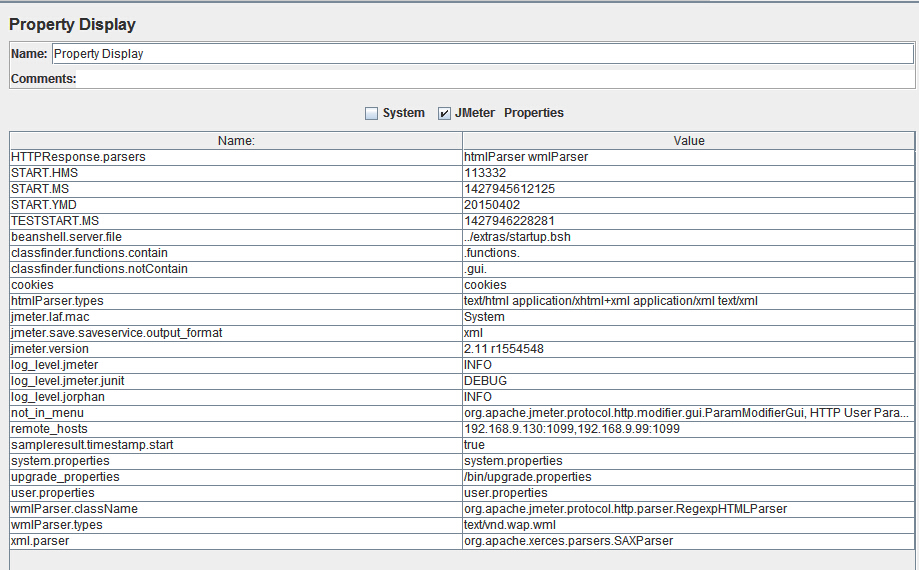 Property Display
Name: Property Display
Comments:
System JMeter Properties
Name: Value
HTTPResponse.parsers htmlParser wmlParser
START.HMS 113332
START.MS 1427945612125
START.YMD 20150402
TESTSTART.MS 1427946228281
beanshell.server.file ../extras/startup.bsh
classfinder.functions.contain .functions.
classfinder.functions.notContain .gui.
cookies cookies
htmlParser.types text/html application/xhtml+xml application/xml text/xml
jmeter.laf.mac System
jmeter.save.saveservice.output_format xml
jmeter.version 2.11 r1554548
log_level.jmeter INFO
log_level.jmeter.junit DEBUG
log_level.jorphan INFO
not_in_menu org.apache.jmeter.protocol.http.modifier.gui.ParamModifierGui, HTTP User Para...
remote_hosts 192.168.9.130:1099,192.168.9.99:1099
sampleresult.timestamp.start true
system.properties system.properties
upgrade_properties /bin/upgrade.properties
user.properties user.properties
wmlParser.className org.apache.jmeter.protocol.http.parser.RegexpHTMLParser
wmlParser.types text/vnd.wap.wml
xml.parser org.apache.xerces.parsers.SAXParser